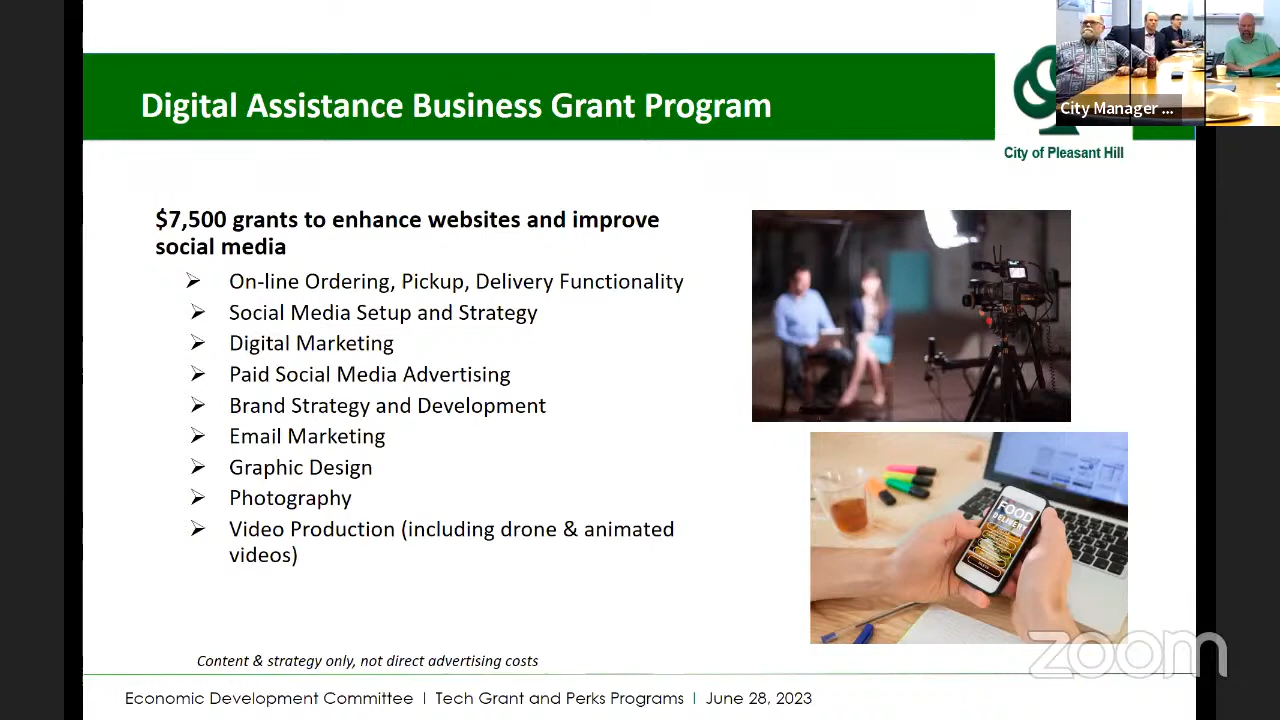 Digital Assistance Business Grant Program
City Manager ...
City of Pleasant Hill
$7,500 grants to enhance websites and improve
social media
On-line Ordering, Pickup, Delivery Functionality
Social Media Setup and Strategy
Digital Marketing
Paid Social Media Advertising
Brand Strategy and Development
Email Marketing
Graphic Design
Photography
Video Production (including drone & animated
videos)
FOOD
DELIVERY
Content & strategy only, not direct advertising costs
zoom
Economic Development Committee | Tech Grant and Perks Programs | June 28, 2023